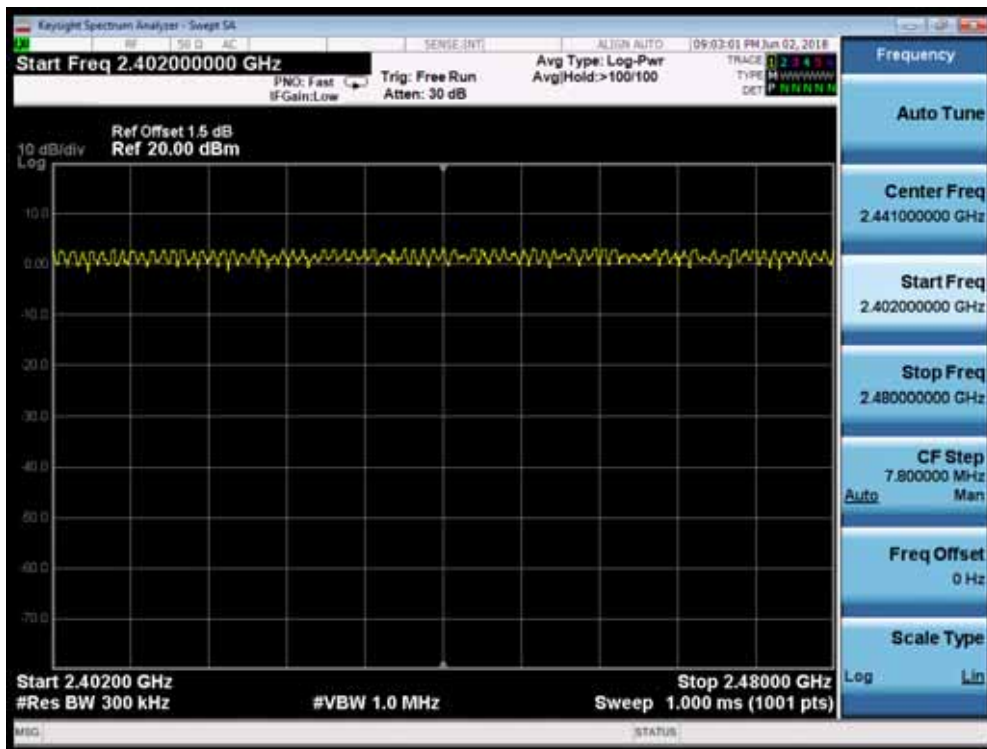 Keysight Spectrum Analyzer - Swept SA
RF 50 Ω AC SENSE:INT ALIGN AUTO 09:03:01 PM Jun 02, 2018
Start Freq 2.402000000 GHz
PNO: Fast
IFGain:Low
Trig: Free Run
Atten: 30 dB
Avg Type: Log-Pwr
Avg|Hold:>100/100
TRACE 1 2 3 4 5 6
TYPE M WWWWW
DET P N N N N N
Ref Offset 1.5 dB
10 dB/div Ref 20.00 dBm
Log
10.0
0.00
-10.0
-20.0
-30.0
-40.0
-50.0
-60.0
-70.0
Start 2.40200 GHz Stop 2.48000 GHz
#Res BW 300 kHz #VBW 1.0 MHz Sweep 1.000 ms (1001 pts)
MSG STATUS
Frequency
Auto Tune
Center Freq
2.441000000 GHz
Start Freq
2.402000000 GHz
Stop Freq
2.480000000 GHz
CF Step
7.800000 MHz
Auto Man
Freq Offset
0 Hz
Scale Type
Log Lin